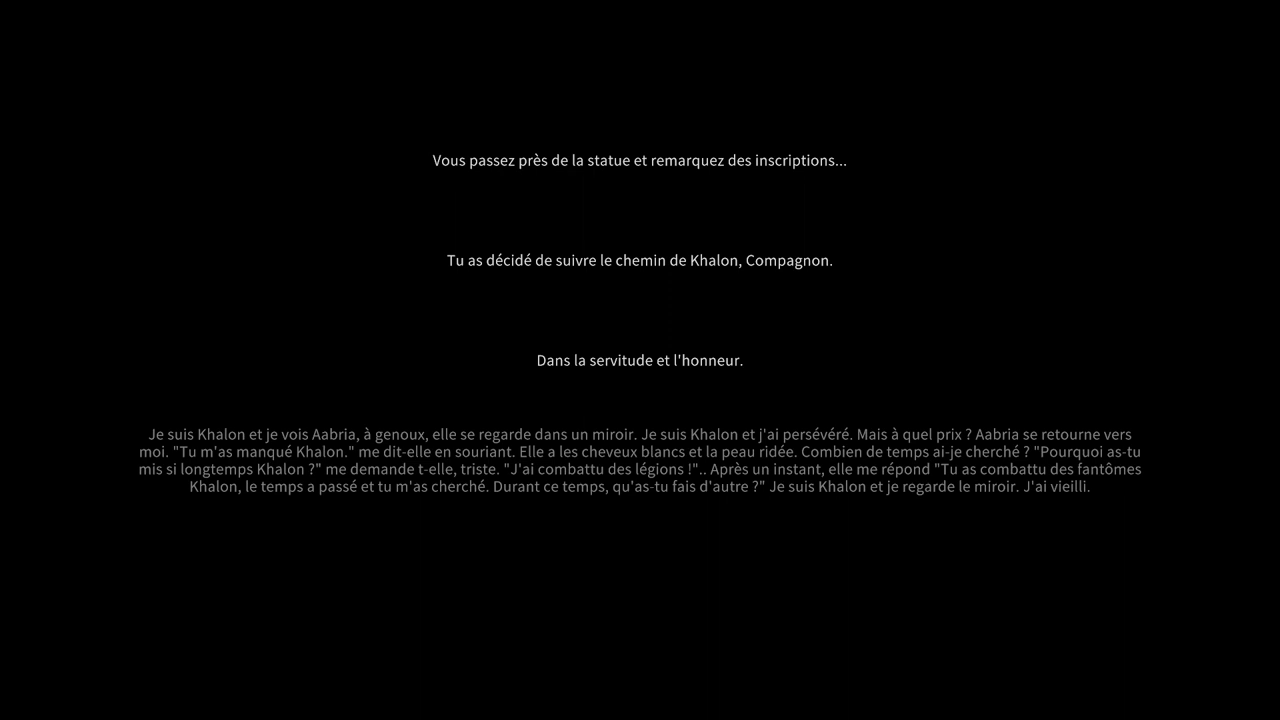 Vous passez près de la statue et remarquez des inscriptions...
Tu as décidé de suivre le chemin de Khalon, Compagnon.
Dans la servitude et l'honneur.
Je suis Khalon et je vois Aabria, à genoux, elle se regarde dans un miroir. Je suis Khalon et j'ai persévéré. Mais à quel prix ? Aabria se retourne vers
moi. "Tu m'as manqué Khalon." me dit-elle en souriant. Elle a les cheveux blancs et la peau ridée. Combien de temps ai-je cherché ? "Pourquoi as-tu
mis si longtemps Khalon ?" me demande t-elle, triste. "J'ai combattu des légions !".. Après un instant, elle me répond "Tu as combattu des fantômes
Khalon, le temps a passé et tu m'as cherché. Durant ce temps, qu'as-tu fais d'autre ?" Je suis Khalon et je regarde le miroir. J'ai vieilli.